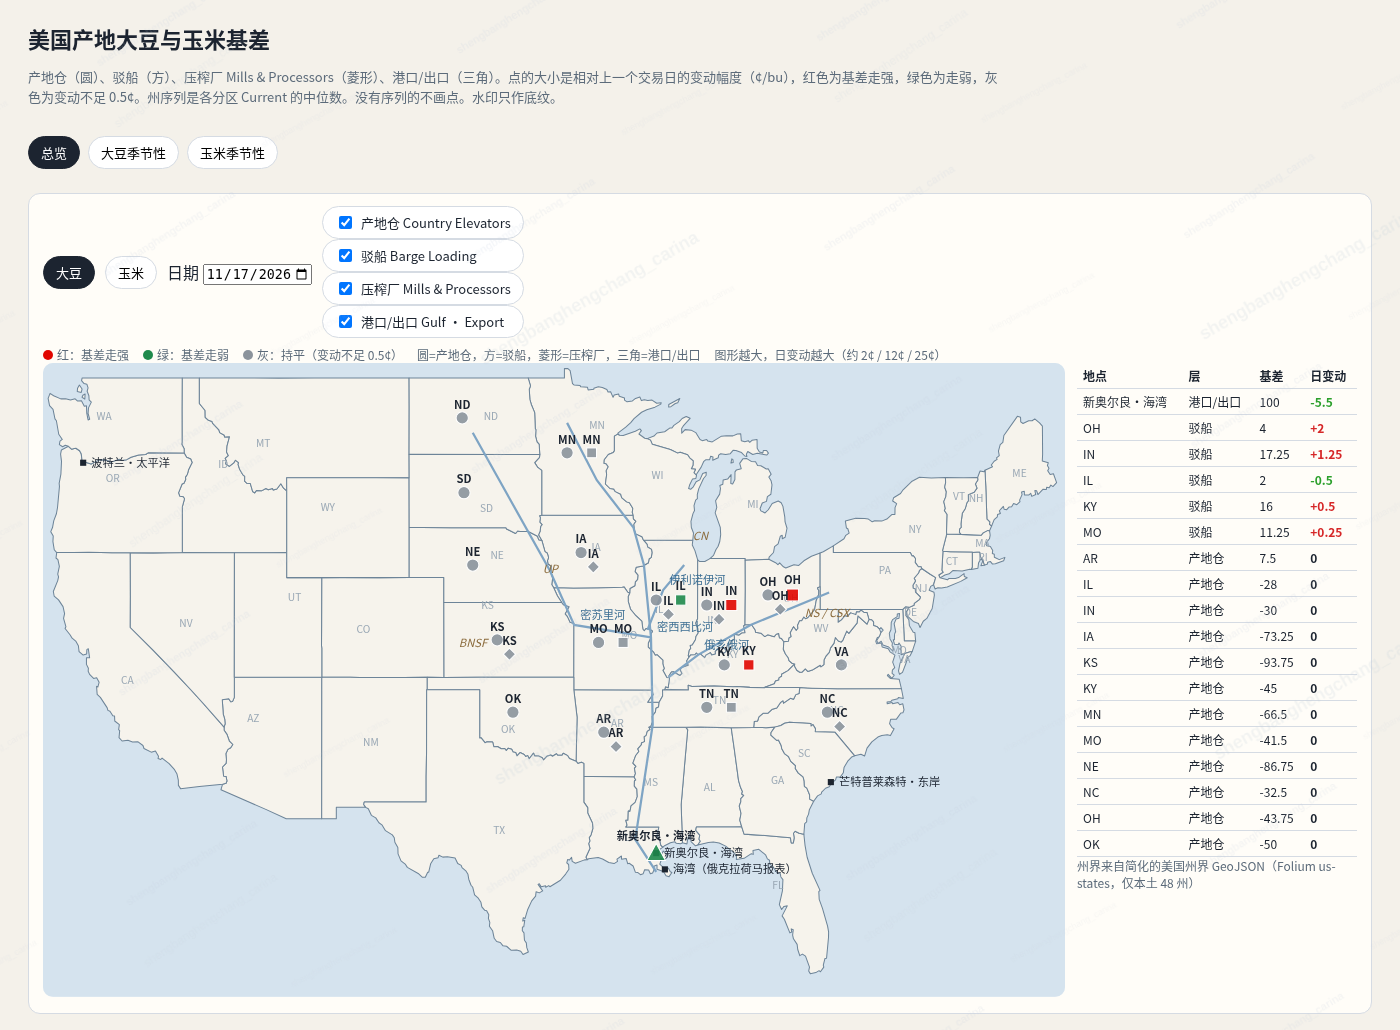 美国产地大豆与玉米基差
产地仓（圆）、驳船（方）、压榨厂 Mills & Processors（菱形）、港口/出口（三角）。点的大小是相对上一个交易日的变动幅度（¢/bu），红色为基差走强，绿色为走弱，灰
色为变动不足 0.5¢。州序列是各分区 Current 的中位数。没有序列的不画点。水印只作底纹。
总览 大豆季节性 玉米季节性
产地仓 Country Elevators
驳船 Barge Loading
大豆 玉米 日期 11/17/2026
压榨厂 Mills & Processors
港口/出口 Gulf · Export
红：基差走强 绿：基差走弱 灰：持平（变动不足 0.5¢） 圆=产地仓，方=驳船，菱形=压榨厂，三角=港口/出口 图形越大，日变动越大（约 2¢ / 12¢ / 25¢）
WA
ND ND
MT
MN MN MN
波特兰·太平洋
OR
ID
WI
ME
SD SD
WY
MI
VT NH
NY
MA
CN
IA IA IA
NE NE
UP
CT RI
PA
伊利诺伊河
IL IL IL
IN IN IN
OH OH OH
NJ
UT
KS
密苏里河
NS / CSX
DE
NV
CO
BNSF
KS KS
MO MO MO
密西西比河
WV
俄亥俄河
KY KY KY
VA VA
MD
CA
OK OK
TN TN TN
NC NC
AZ
NM
AR AR AR
SC
MS
AL
GA
芒特普莱森特·东岸
TX
新奥尔良·海湾
新奥尔良·海湾
海湾（俄克拉荷马报表）
FL
地点 层 基差 日变动
新奥尔良·海湾 港口/出口 100 -5.5
OH 驳船 4 +2
IN 驳船 17.25 +1.25
IL 驳船 2 -0.5
KY 驳船 16 +0.5
MO 驳船 11.25 +0.25
AR 产地仓 7.5 0
IL 产地仓 -28 0
IN 产地仓 -30 0
IA 产地仓 -73.25 0
KS 产地仓 -93.75 0
KY 产地仓 -45 0
MN 产地仓 -66.5 0
MO 产地仓 -41.5 0
NE 产地仓 -86.75 0
NC 产地仓 -32.5 0
OH 产地仓 -43.75 0
OK 产地仓 -50 0
州界来自简化的美国州界 GeoJSON（Folium us-
states，仅本土 48 州）
shanghengchang_carina